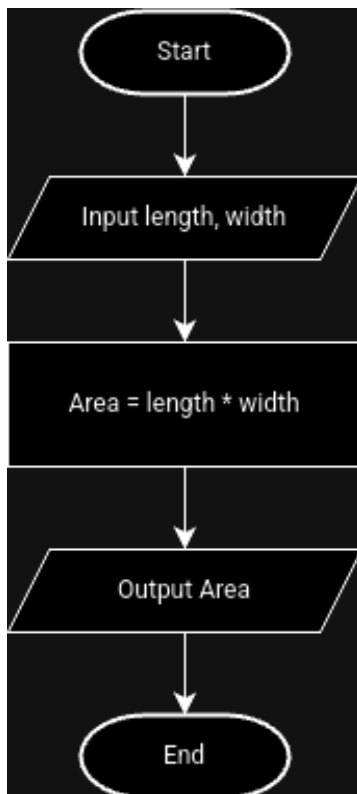 Start
Input length, width
Area = length * width
Output Area
End